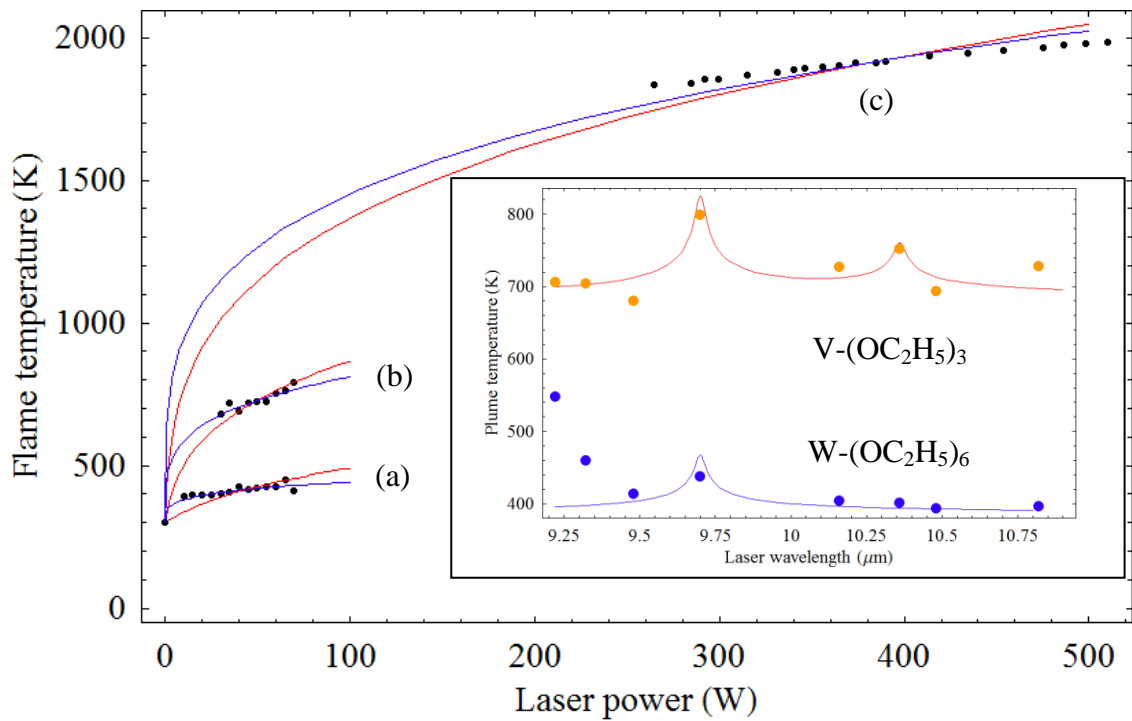 2000
1500
1000
500
0
Flame temperature (K)
0
100
200
300
400
500
Laser power (W)
(a)
(b)
(c)
800
700
600
500
400
Plume temperature (K)
9.25
9.5
9.75
10
10.25
10.5
10.75
Laser wavelength (μm)
V-(OC₂H₅)₃
W-(OC₂H₅)₆